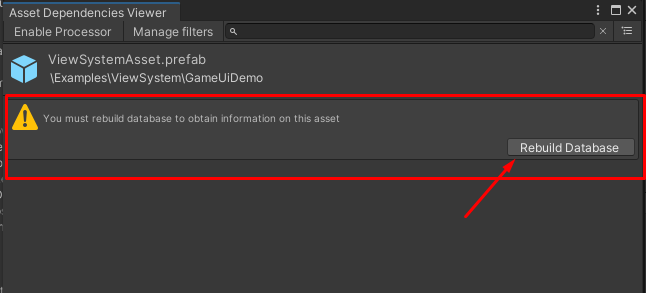 Asset Dependencies Viewer
Enable Processor
Manage filters
ViewSystemAsset.prefab
\Examples\ViewSystem\GameUiDemo
You must rebuild database to obtain information on this asset
Rebuild Database